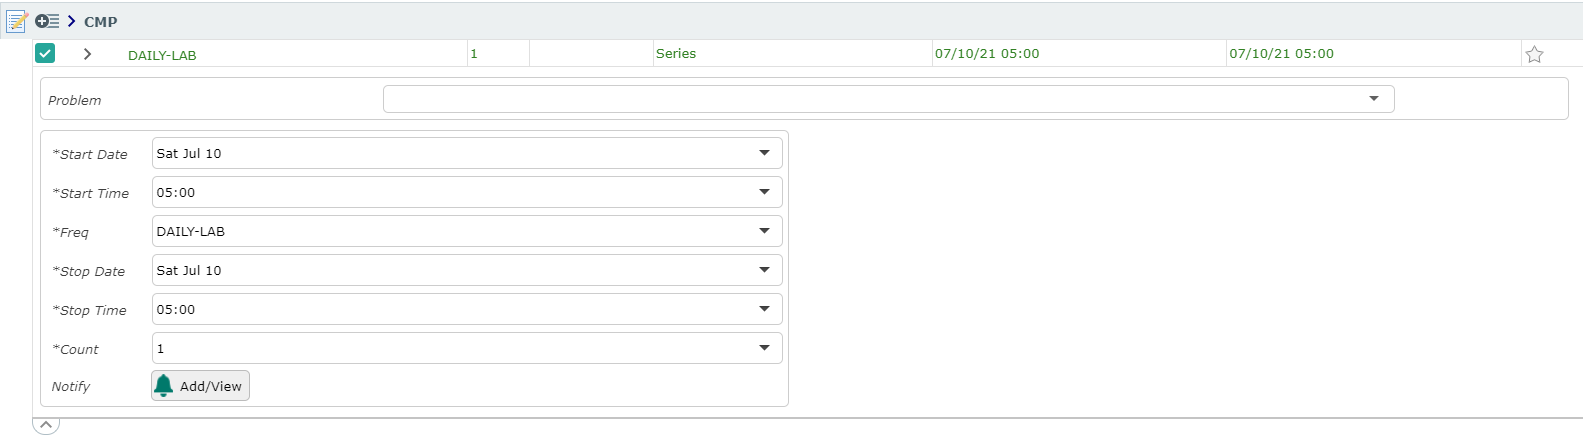 CMP
DAILY-LAB 1 Series 07/10/21 05:00 07/10/21 05:00
Problem
*Start Date Sat Jul 10
*Start Time 05:00
*Freq DAILY-LAB
*Stop Date Sat Jul 10
*Stop Time 05:00
*Count 1
Notify Add/View